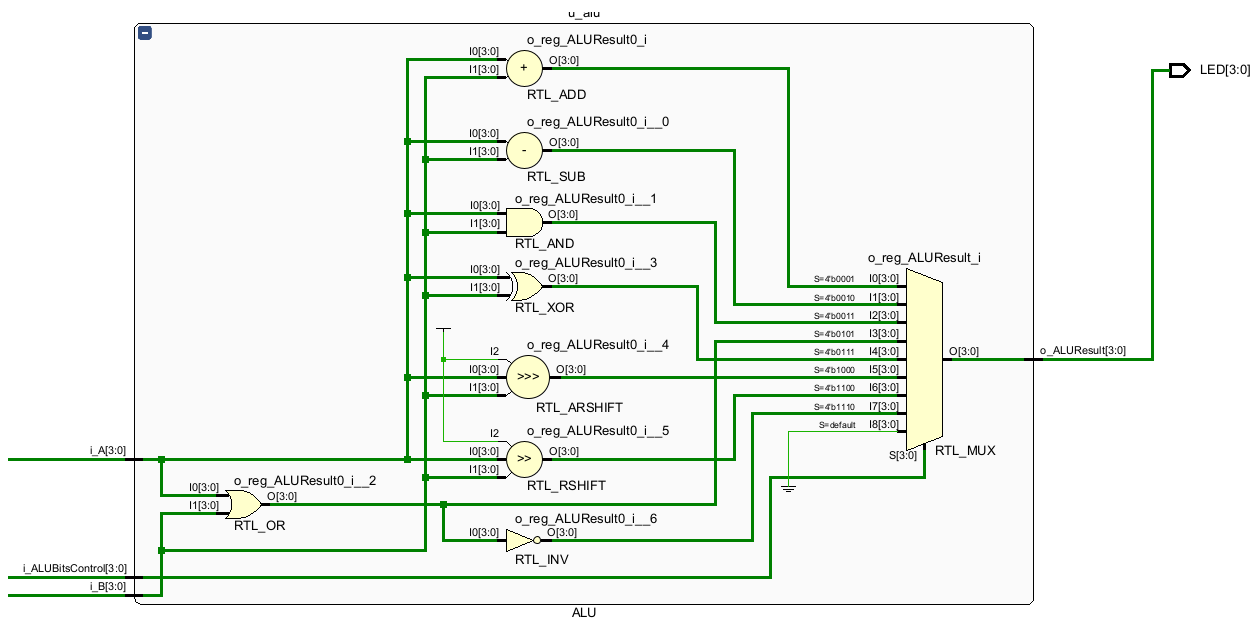 u_alu
o_reg_ALUResult0_i
I0[3:0]
I1[3:0]
+
O[3:0]
RTL_ADD
LED[3:0]
o_reg_ALUResult0_i__0
I0[3:0]
I1[3:0]
-
O[3:0]
RTL_SUB
o_reg_ALUResult0_i__1
I0[3:0]
I1[3:0]
O[3:0]
RTL_AND
o_reg_ALUResult0_i__3
I0[3:0]
I1[3:0]
O[3:0]
RTL_XOR
o_reg_ALUResult0_i__4
I2
I0[3:0]
I1[3:0]
>>>
O[3:0]
RTL_ARSHIFT
o_reg_ALUResult0_i__5
I2
I0[3:0]
I1[3:0]
>>
O[3:0]
RTL_RSHIFT
o_reg_ALUResult_i
S=4'b0001 I0[3:0]
S=4'b0010 I1[3:0]
S=4'b0011 I2[3:0]
S=4'b0101 I3[3:0]
S=4'b0111 I4[3:0]
S=4'b1000 I5[3:0]
S=4'b1100 I6[3:0]
S=4'b1110 I7[3:0]
S=default I8[3:0]
S[3:0]
O[3:0]
RTL_MUX
o_ALUResult[3:0]
i_A[3:0]
o_reg_ALUResult0_i__2
I0[3:0]
I1[3:0]
O[3:0]
RTL_OR
o_reg_ALUResult0_i__6
I0[3:0]
O[3:0]
RTL_INV
i_ALUBitsControl[3:0]
i_B[3:0]
ALU